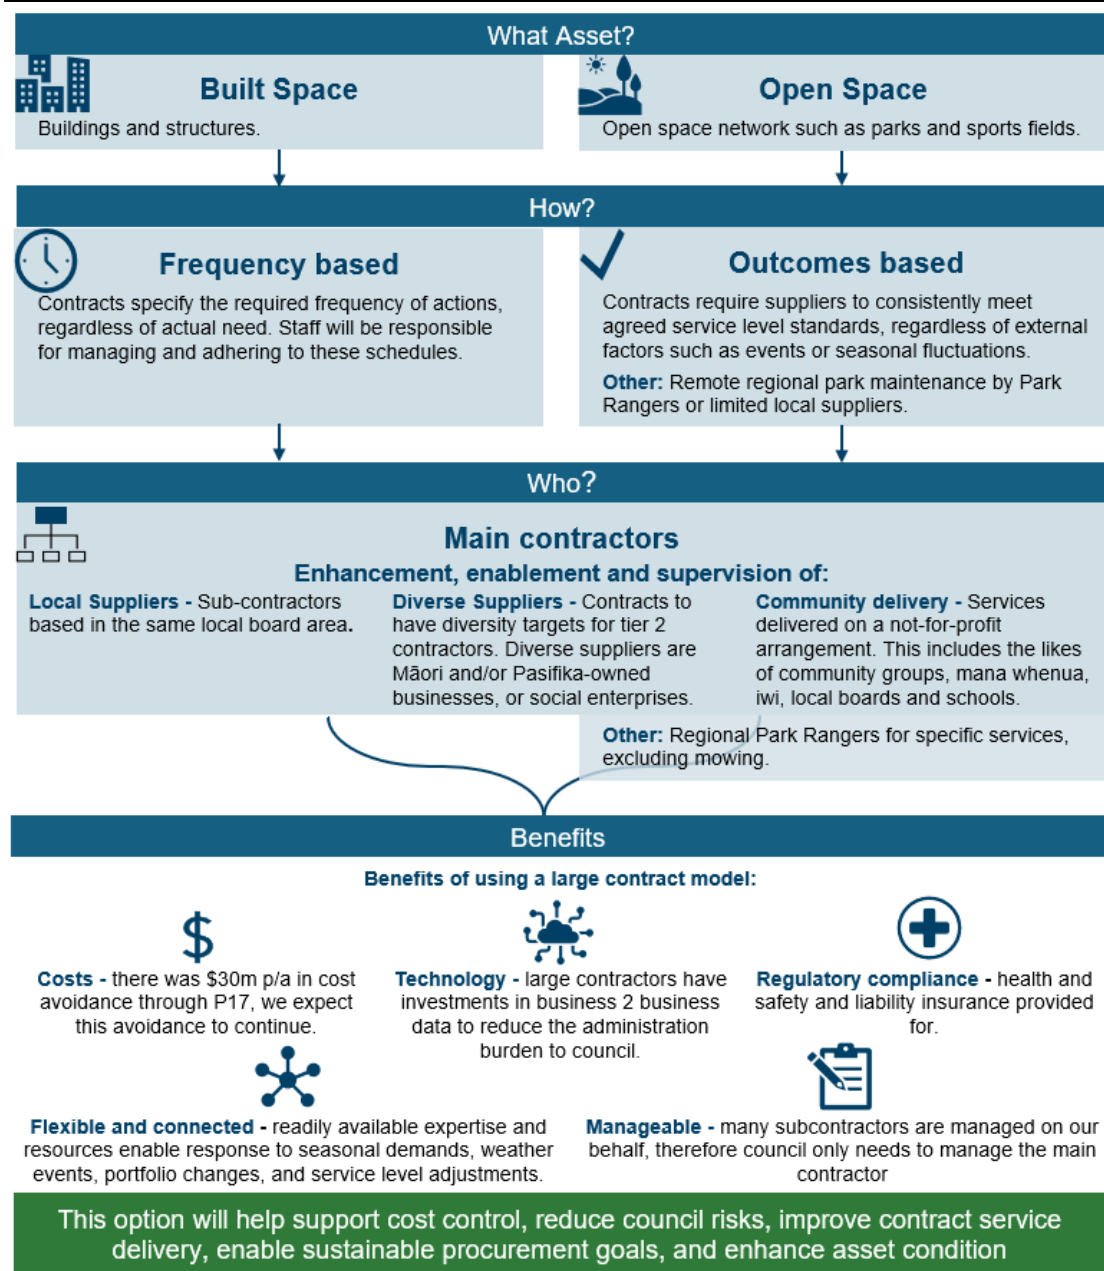 What Asset?
Built Space
Buildings and structures.
Open Space
Open space network such as parks and sports fields.
How?
Frequency based
Contracts specify the required frequency of actions,
regardless of actual need. Staff will be responsible
for managing and adhering to these schedules.
Outcomes based
Contracts require suppliers to consistently meet
agreed service level standards, regardless of external
factors such as events or seasonal fluctuations.
Other: Remote regional park maintenance by Park
Rangers or limited local suppliers.
Who?
Main contractors
Enhancement, enablement and supervision of:
Local Suppliers - Sub-contractors
based in the same local board area.
Diverse Suppliers - Contracts to
have diversity targets for tier 2
contractors. Diverse suppliers are
Māori and/or Pasifika-owned
businesses, or social enterprises.
Community delivery - Services
delivered on a not-for-profit
arrangement. This includes the likes
of community groups, mana whenua,
iwi, local boards and schools.
Other: Regional Park Rangers for specific services,
excluding mowing.
Benefits
Benefits of using a large contract model:
$
Costs - there was $30m p/a in cost
avoidance through P17, we expect
this avoidance to continue.
Technology - large contractors have
investments in business 2 business
data to reduce the administration
burden to council.
Regulatory compliance - health and
safety and liability insurance provided
for.
Flexible and connected - readily available expertise and
resources enable response to seasonal demands, weather
events, portfolio changes, and service level adjustments.
Manageable - many subcontractors are managed on our
behalf, therefore council only needs to manage the main
contractor
This option will help support cost control, reduce council risks, improve contract service
delivery, enable sustainable procurement goals, and enhance asset condition